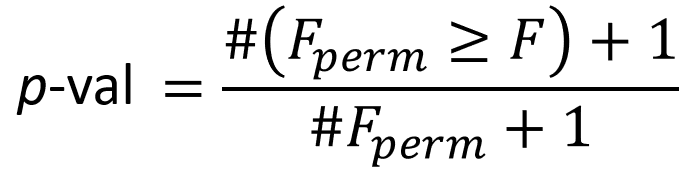 p-val = #(F_perm ≥ F) + 1 / #F_perm + 1